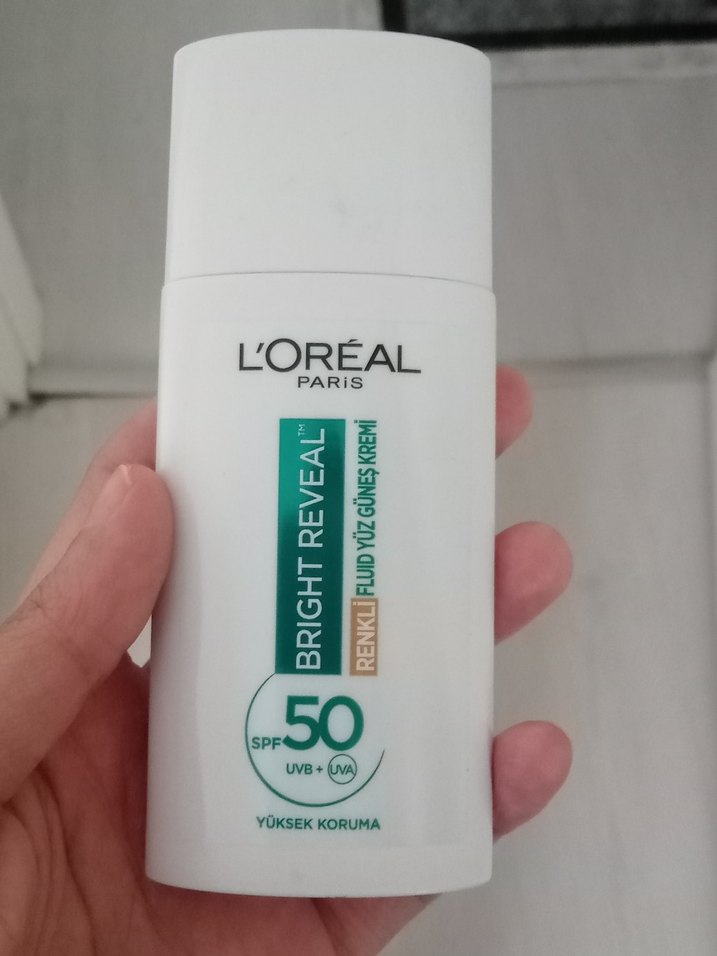 L'ORÉAL
PARiS
BRIGHT REVEAL™
RENKLİ FLUID YÜZ GÜNEŞ KREMİ
SPF 50
UVB + UVA
YÜKSEK KORUMA